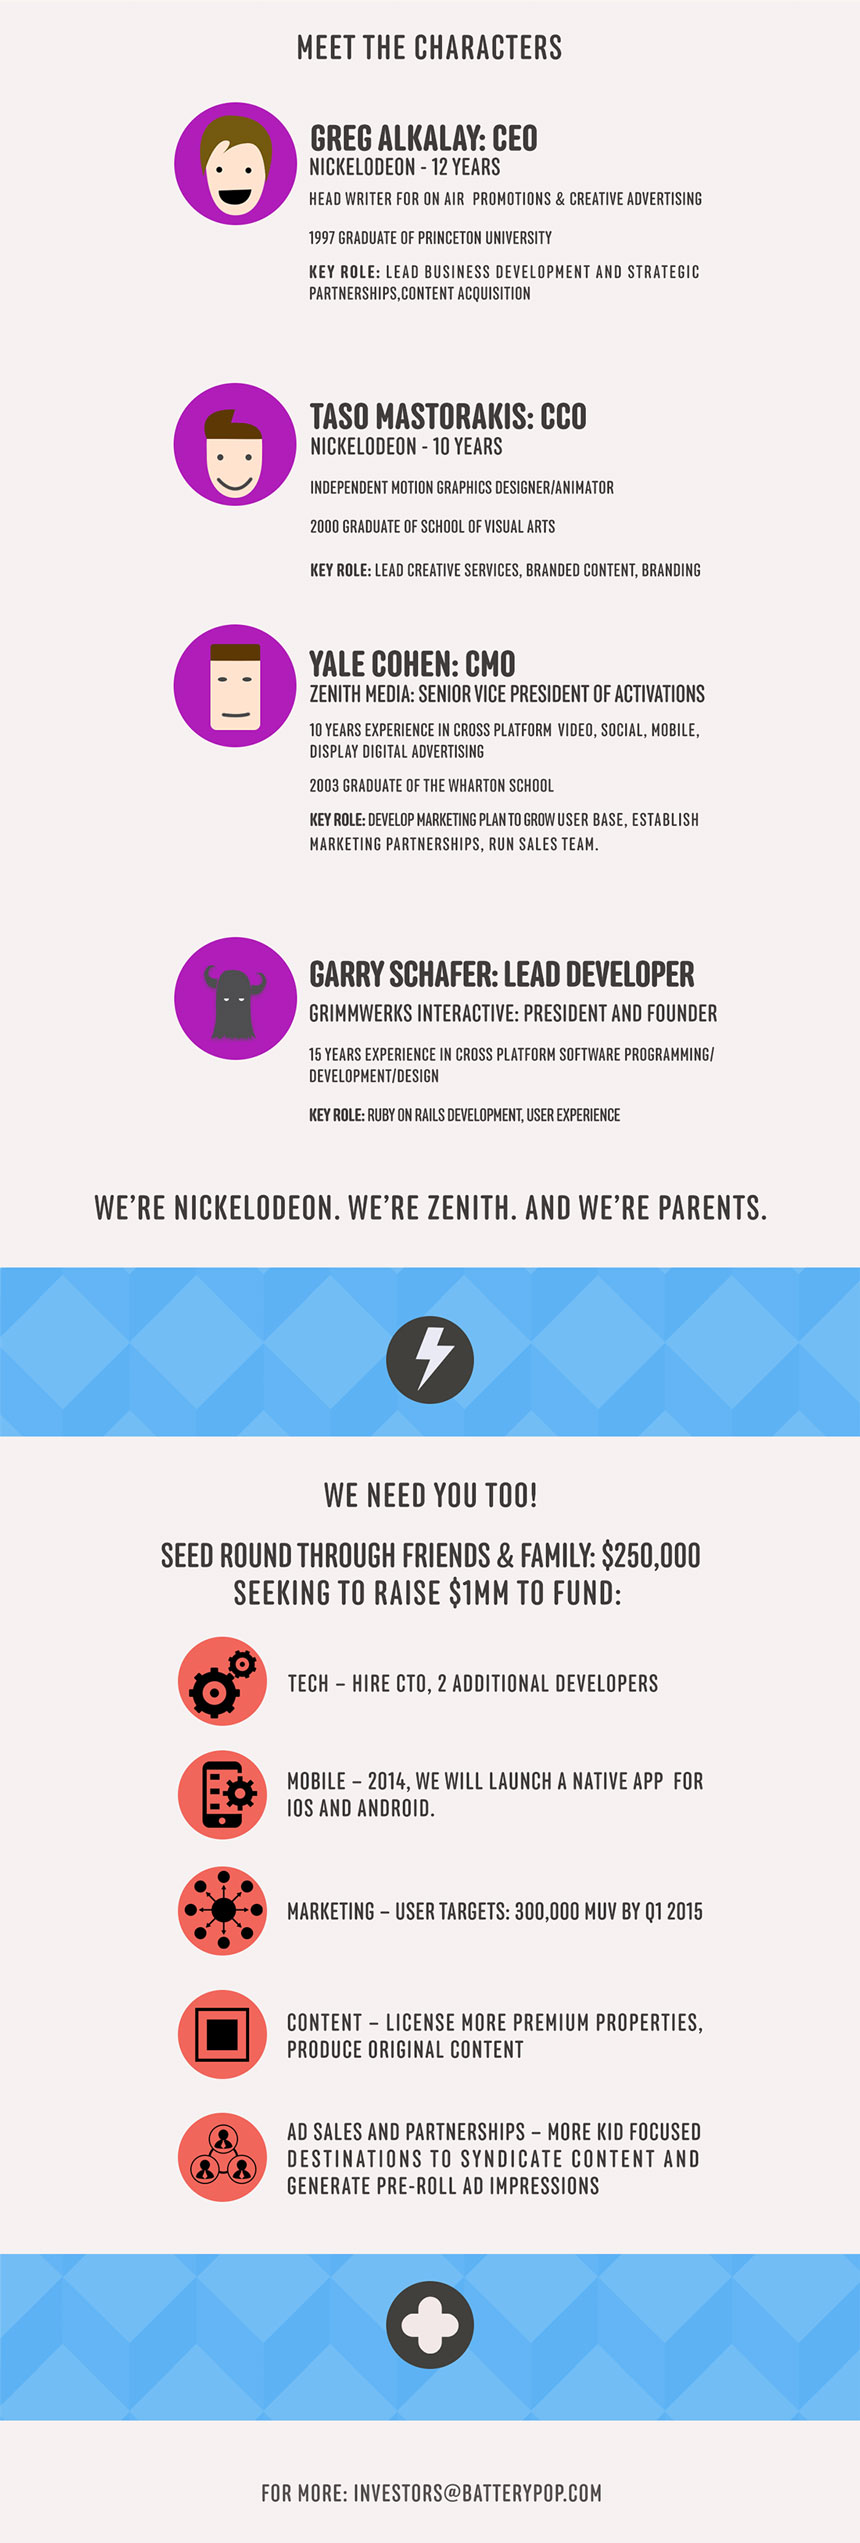 MEET THE CHARACTERS
GREG ALKALAY: CEO
NICKELODEON - 12 YEARS
HEAD WRITER FOR ON AIR PROMOTIONS & CREATIVE ADVERTISING
1997 GRADUATE OF PRINCETON UNIVERSITY
KEY ROLE: LEAD BUSINESS DEVELOPMENT AND STRATEGIC
PARTNERSHIPS,CONTENT ACQUISITION
TASO MASTORAKIS: CCO
NICKELODEON - 10 YEARS
INDEPENDENT MOTION GRAPHICS DESIGNER/ANIMATOR
2000 GRADUATE OF SCHOOL OF VISUAL ARTS
KEY ROLE: LEAD CREATIVE SERVICES, BRANDED CONTENT, BRANDING
YALE COHEN: CMO
ZENITH MEDIA: SENIOR VICE PRESIDENT OF ACTIVATIONS
10 YEARS EXPERIENCE IN CROSS PLATFORM VIDEO, SOCIAL, MOBILE,
DISPLAY DIGITAL ADVERTISING
2003 GRADUATE OF THE WHARTON SCHOOL
KEY ROLE: DEVELOP MARKETING PLAN TO GROW USER BASE, ESTABLISH
MARKETING PARTNERSHIPS, RUN SALES TEAM.
GARRY SCHAFER: LEAD DEVELOPER
GRIMMWERKS INTERACTIVE: PRESIDENT AND FOUNDER
15 YEARS EXPERIENCE IN CROSS PLATFORM SOFTWARE PROGRAMMING/
DEVELOPMENT/DESIGN
KEY ROLE: RUBY ON RAILS DEVELOPMENT, USER EXPERIENCE
WE'RE NICKELODEON. WE'RE ZENITH. AND WE'RE PARENTS.
WE NEED YOU TOO!
SEED ROUND THROUGH FRIENDS & FAMILY: $250,000
SEEKING TO RAISE $1MM TO FUND:
TECH – HIRE CTO, 2 ADDITIONAL DEVELOPERS
MOBILE – 2014, WE WILL LAUNCH A NATIVE APP FOR
IOS AND ANDROID.
MARKETING – USER TARGETS: 300,000 MUV BY Q1 2015
CONTENT – LICENSE MORE PREMIUM PROPERTIES,
PRODUCE ORIGINAL CONTENT
AD SALES AND PARTNERSHIPS – MORE KID FOCUSED
DESTINATIONS TO SYNDICATE CONTENT AND
GENERATE PRE-ROLL AD IMPRESSIONS
FOR MORE: INVESTORS@BATTERYPOP.COM